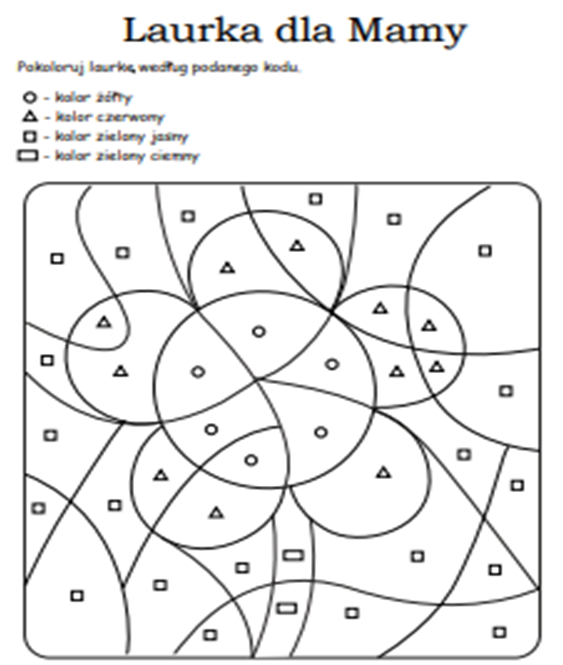 Laurka dla Mamy
Pokoloruj laurkę według podanego kodu.
- kolor żółty
- kolor czerwony
- kolor zielony jasny
- kolor zielony ciemny